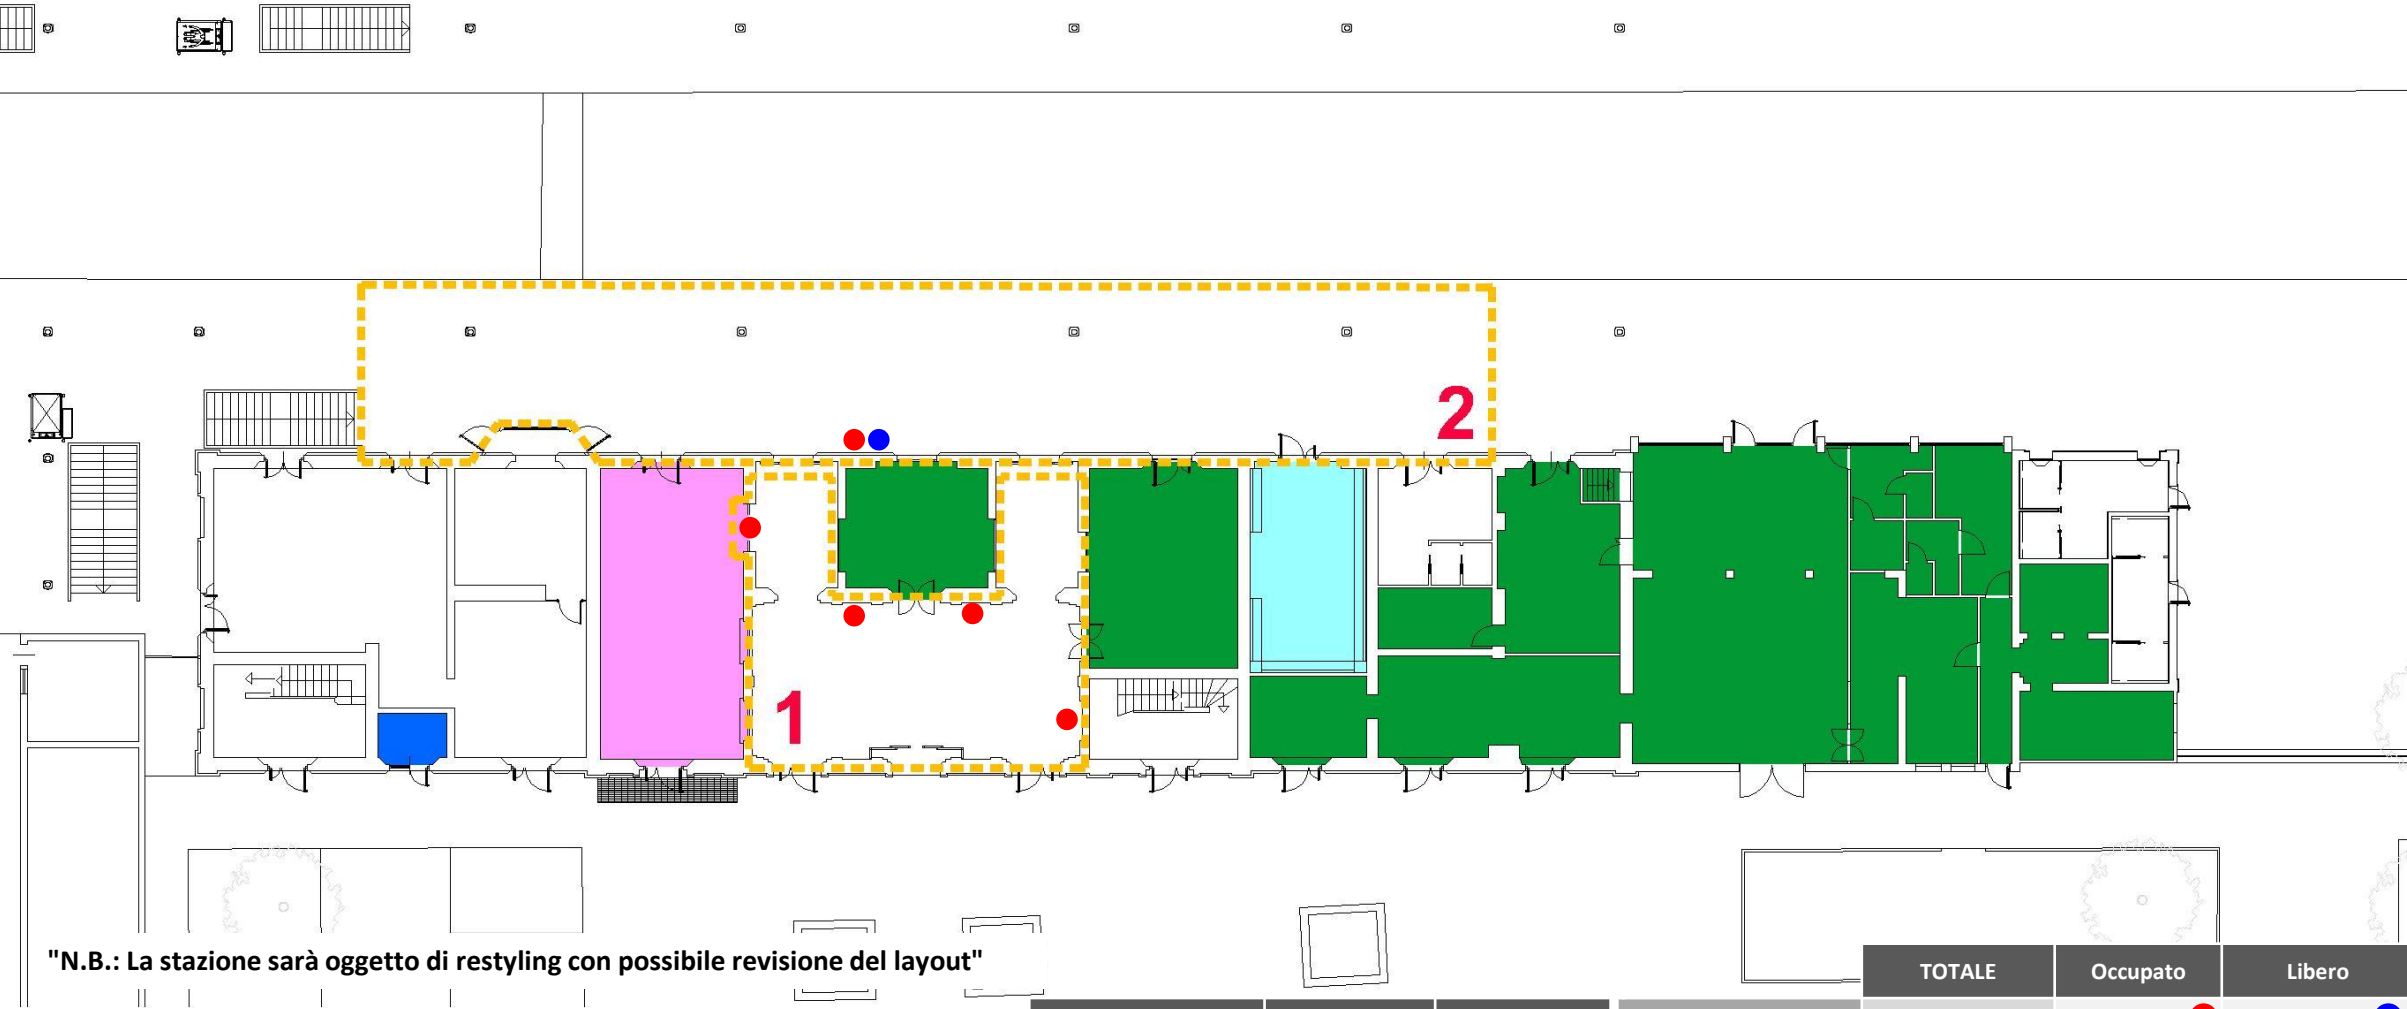 2
1
"N.B.: La stazione sarà oggetto di restyling con possibile revisione del layout"
TOTALE Occupato Libero